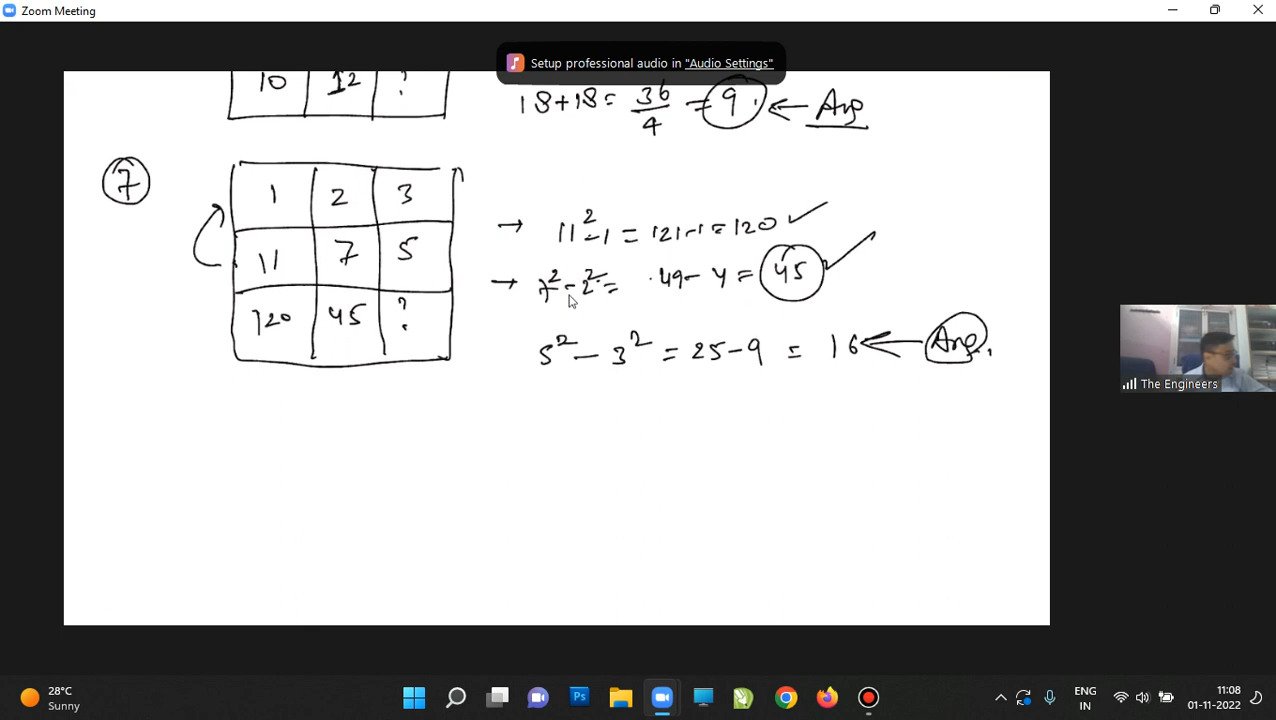 Zoom Meeting
Setup professional audio in "Audio Settings"
10 12 ?
18+18= 36/4 = 9. ← Ans
7
1 2 3
11 7 5
120 45 ?
→ 11² - 1 = 121-1 = 120 ✓
→ 7² - 2² = 49 - 4 = 45 ✓
5² - 3² = 25 - 9 = 16 ← Ans.
The Engineers
28°C
Sunny
Ps
ENG
IN
11:08
01-11-2022